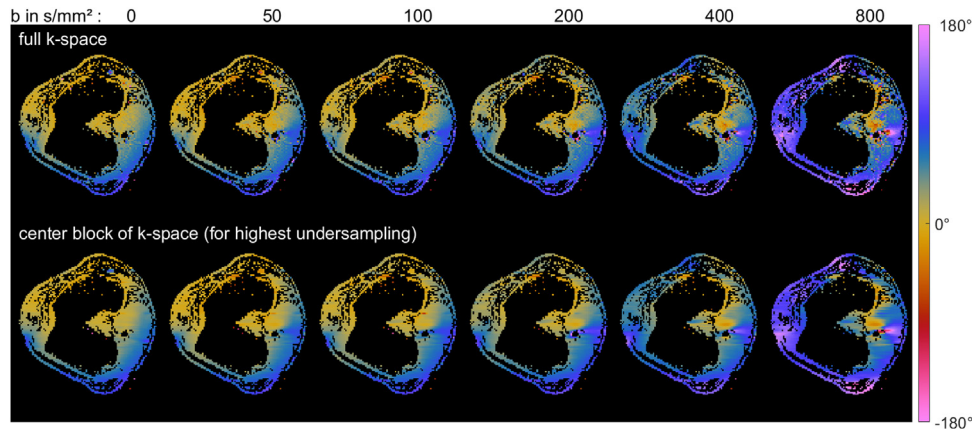 b in s/mm² : 0 50 100 200 400 800
full k-space
center block of k-space (for highest undersampling)
180°
0°
-180°